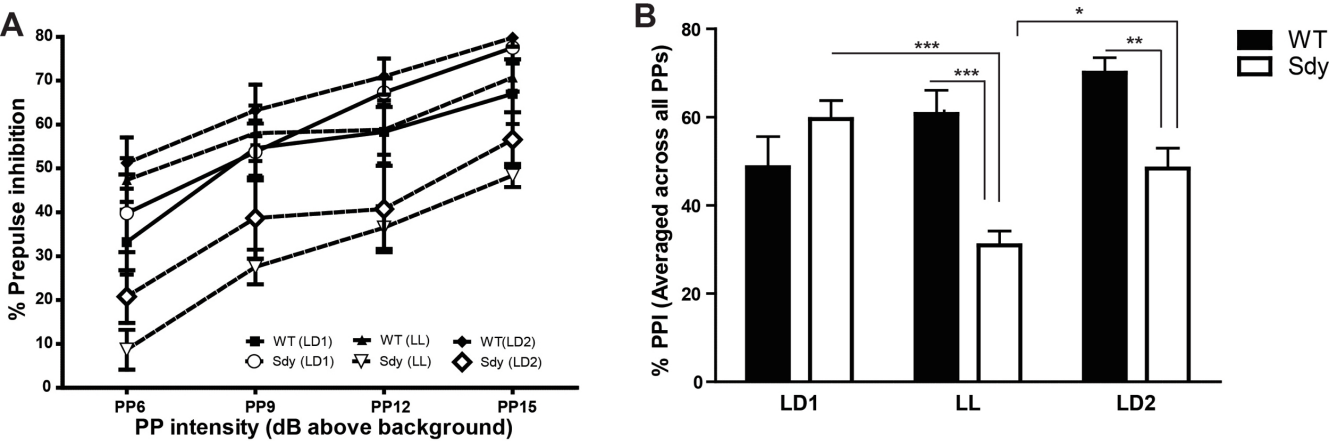 A
80
70
60
50
40
30
20
10
0
% Prepulse inhibition
WT (LD1)
WT (LL)
WT(LD2)
Sdy (LD1)
Sdy (LL)
Sdy (LD2)
PP6
PP9
PP12
PP15
PP intensity (dB above background)
B
80
60
40
20
0
% PPI (Averaged across all PPs)
***
***
*
**
WT
Sdy
LD1
LL
LD2